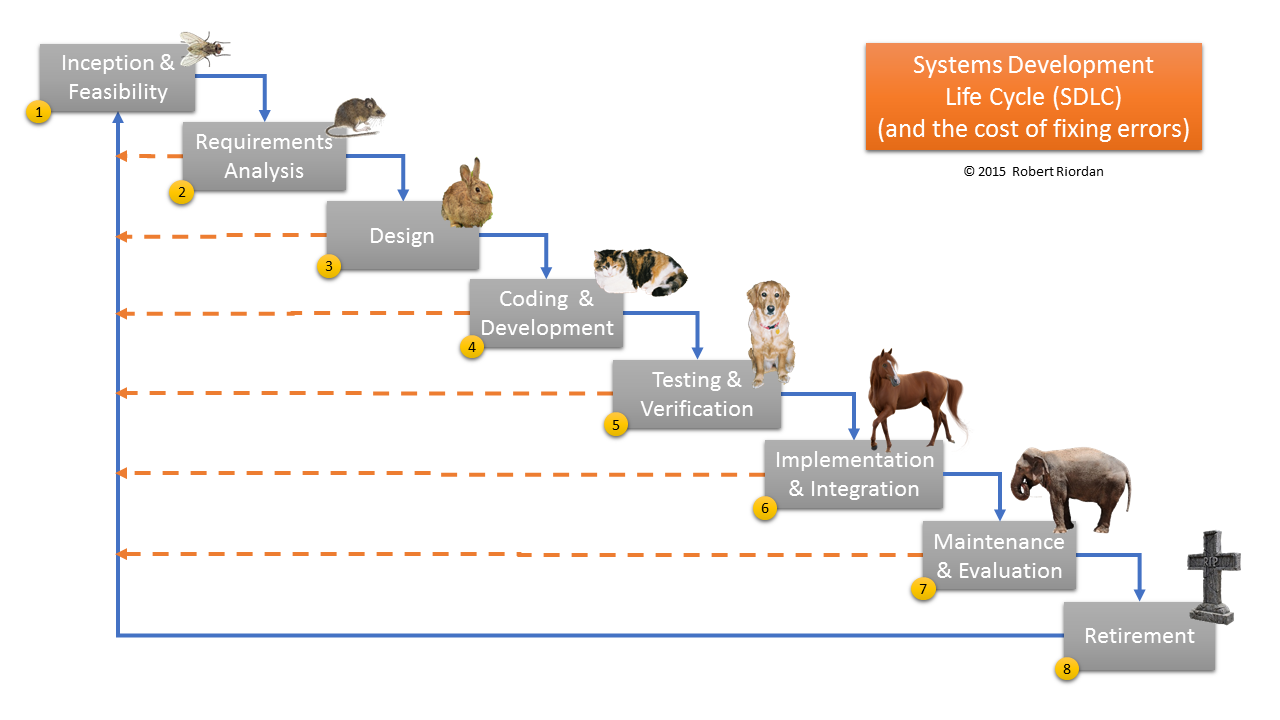 Inception &
Feasibility
1
Systems Development
Life Cycle (SDLC)
(and the cost of fixing errors)
© 2015 Robert Riordan
Requirements
Analysis
2
Design
3
Coding &
Development
4
Testing &
Verification
5
Implementation
& Integration
6
Maintenance
& Evaluation
7
RIP
Retirement
8